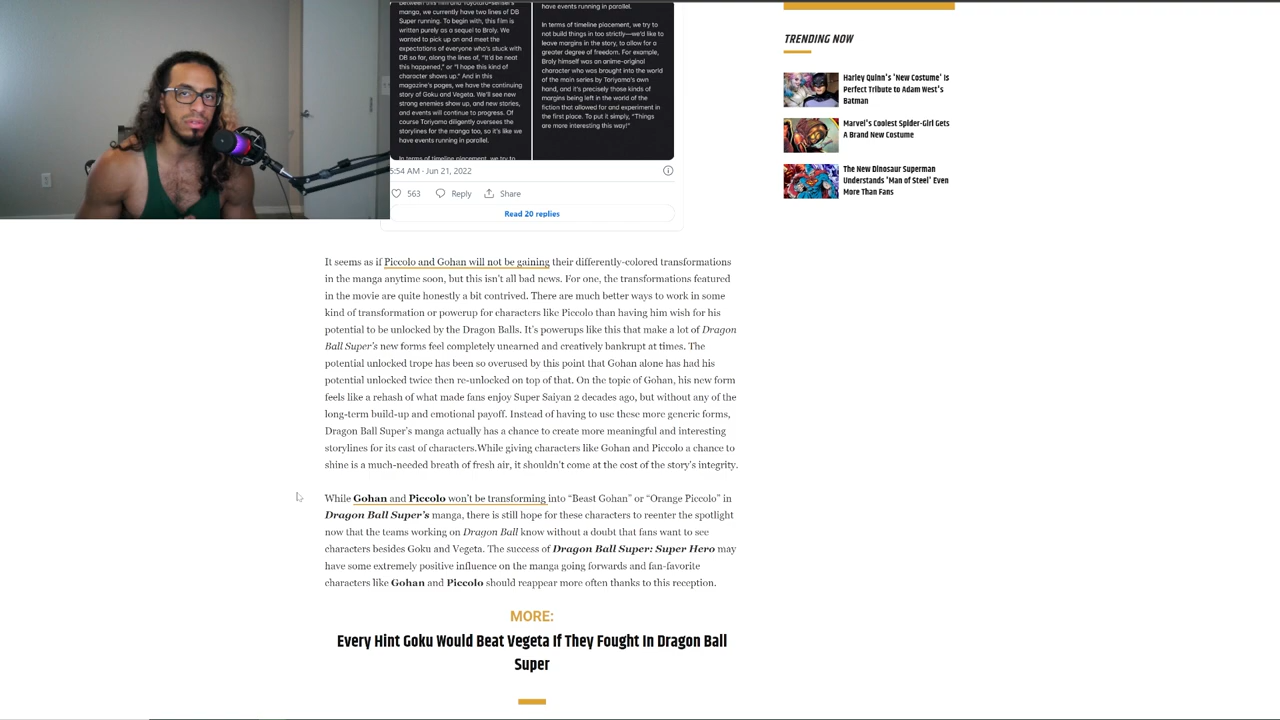 between this film and Toyotarō-sensei's
manga, we currently have two lines of DB
Super running. To begin with, this film is
written purely as a sequel to Broly. We
wanted to pick up on and meet the
expectations of everyone who's stuck with
DB so far, along the lines of, "It'd be neat
this happened," or "I hope this kind of
character shows up." And in this
magazine's pages, we have the continuing
story of Goku and Vegeta. We'll see new
strong enemies show up, and new stories,
and events will continue to progress. Of
course Toriyama diligently oversees the
storylines for the manga too, so it's like we
have events running in parallel.
In terms of timeline placement, we try to
have events running in parallel.
In terms of timeline placement, we try to
not build things in too strictly—we'd like to
leave margins in the story, to allow for a
greater degree of freedom. For example,
Broly himself was an anime-original
character who was brought into the world
of the main series by Toriyama's own
hand, and it's precisely those kinds of
margins being left in the world of the
fiction that allowed for and experiment in
the first place. To put it simply, "Things
are more interesting this way!"
5:54 AM · Jun 21, 2022
563 Reply Share
Read 20 replies
It seems as if Piccolo and Gohan will not be gaining their differently-colored transformations
in the manga anytime soon, but this isn't all bad news. For one, the transformations featured
in the movie are quite honestly a bit contrived. There are much better ways to work in some
kind of transformation or powerup for characters like Piccolo than having him wish for his
potential to be unlocked by the Dragon Balls. It's powerups like this that make a lot of Dragon
Ball Super's new forms feel completely unearned and creatively bankrupt at times. The
potential unlocked trope has been so overused by this point that Gohan alone has had his
potential unlocked twice then re-unlocked on top of that. On the topic of Gohan, his new form
feels like a rehash of what made fans enjoy Super Saiyan 2 decades ago, but without any of the
long-term build-up and emotional payoff. Instead of having to use these more generic forms,
Dragon Ball Super's manga actually has a chance to create more meaningful and interesting
storylines for its cast of characters.While giving characters like Gohan and Piccolo a chance to
shine is a much-needed breath of fresh air, it shouldn't come at the cost of the story's integrity.
While Gohan and Piccolo won't be transforming into “Beast Gohan” or “Orange Piccolo” in
Dragon Ball Super's manga, there is still hope for these characters to reenter the spotlight
now that the teams working on Dragon Ball know without a doubt that fans want to see
characters besides Goku and Vegeta. The success of Dragon Ball Super: Super Hero may
have some extremely positive influence on the manga going forwards and fan-favorite
characters like Gohan and Piccolo should reappear more often thanks to this reception.
MORE:
Every Hint Goku Would Beat Vegeta If They Fought In Dragon Ball
Super
TRENDING NOW
Harley Quinn's 'New Costume' Is
Perfect Tribute to Adam West's
Batman
Marvel's Coolest Spider-Girl Gets
A Brand New Costume
The New Dinosaur Superman
Understands 'Man of Steel' Even
More Than Fans